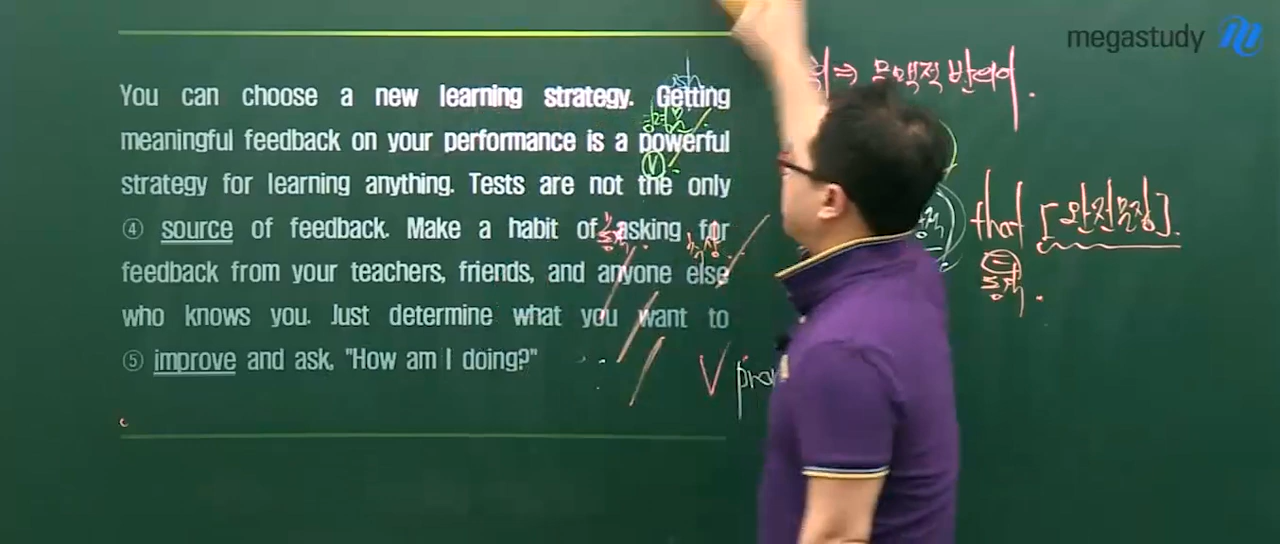 megastudy
반의어.
You can choose a new learning strategy. Getting
meaningful feedback on your performance is a powerful
strategy for learning anything. Tests are not the only
④ source of feedback. Make a habit of asking for
feedback from your teachers, friends, and anyone else
who knows you. Just determine what you want to
⑤ improve and ask, "How am I doing?"
that [완전문장].
V
V